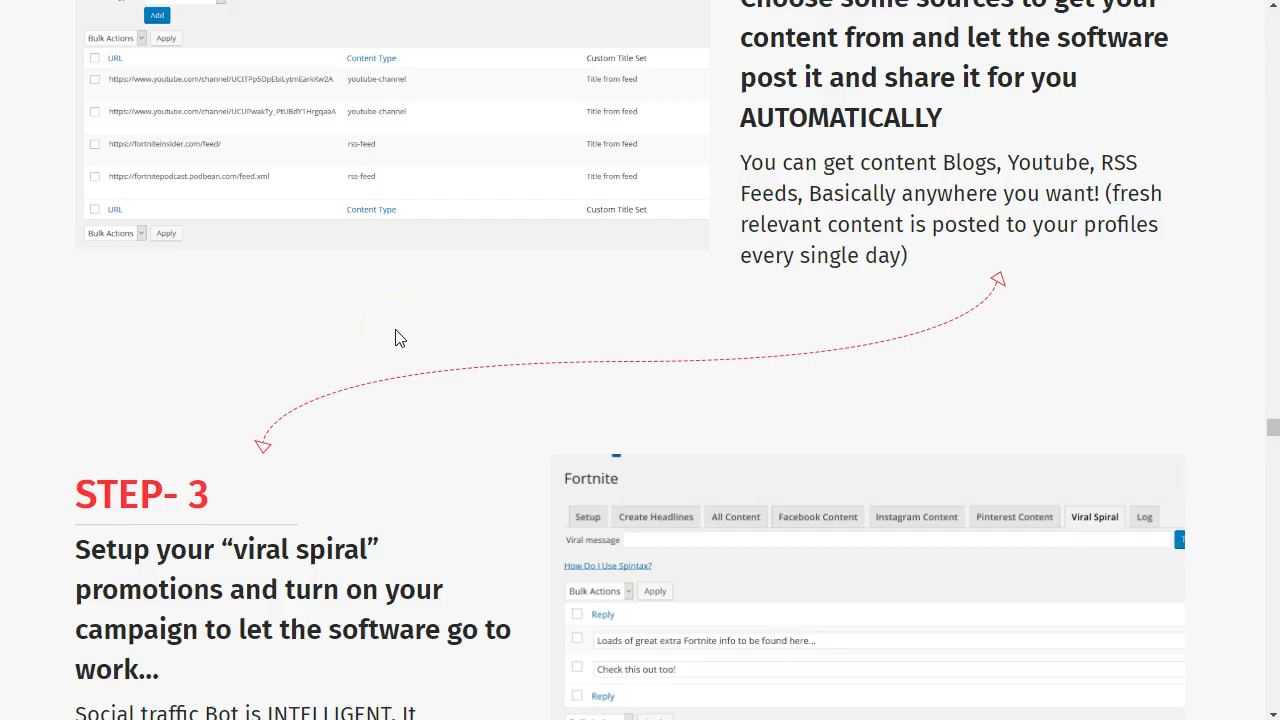 Add
Bulk Actions Apply
URL Content Type Custom Title Set
https://www.youtube.com/channel/UCtTPp5DpEbiLytmEarkKw2A youtube-channel Title from feed
https://www.youtube.com/channel/UCUPwakTy_PtUBdY1HrgqaaA youtube-channel Title from feed
https://fortniteinsider.com/feed/ rss-feed Title from feed
https://fortnitepodcast.podbean.com/feed.xml rss-feed Title from feed
URL Content Type Custom Title Set
Bulk Actions Apply
Choose some sources to get your
content from and let the software
post it and share it for you
AUTOMATICALLY
You can get content Blogs, Youtube, RSS
Feeds, Basically anywhere you want! (fresh
relevant content is posted to your profiles
every single day)
STEP- 3
Setup your “viral spiral”
promotions and turn on your
campaign to let the software go to
work...
Social traffic Bot is INTELLIGENT. It
Fortnite
Setup Create Headlines All Content Facebook Content Instagram Content Pinterest Content Viral Spiral Log
Viral message
How Do I Use Spintax?
Bulk Actions Apply
Reply
Loads of great extra Fortnite info to be found here...
Check this out too!
Reply